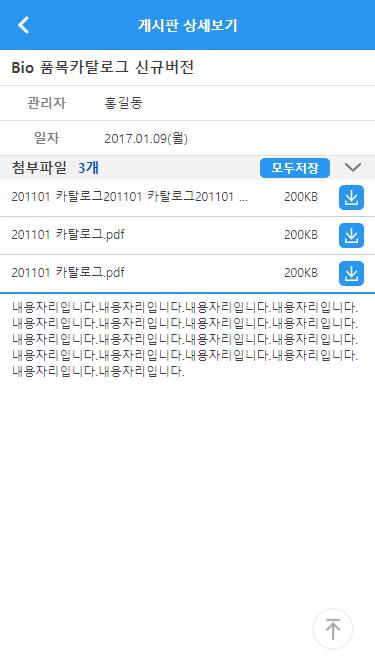 게시판 상세보기
Bio 품목카탈로그 신규버전
관리자 홍길동
일자 2017.01.09(월)
첨부파일 3개 모두저장
201101 카탈로그201101 카탈로그201101 ... 200KB
201101 카탈로그.pdf 200KB
201101 카탈로그.pdf 200KB
내용자리입니다.내용자리입니다.내용자리입니다.내용자리입니다.
내용자리입니다.내용자리입니다.내용자리입니다.내용자리입니다.
내용자리입니다.내용자리입니다.내용자리입니다.내용자리입니다.
내용자리입니다.내용자리입니다.내용자리입니다.내용자리입니다.
내용자리입니다.내용자리입니다.